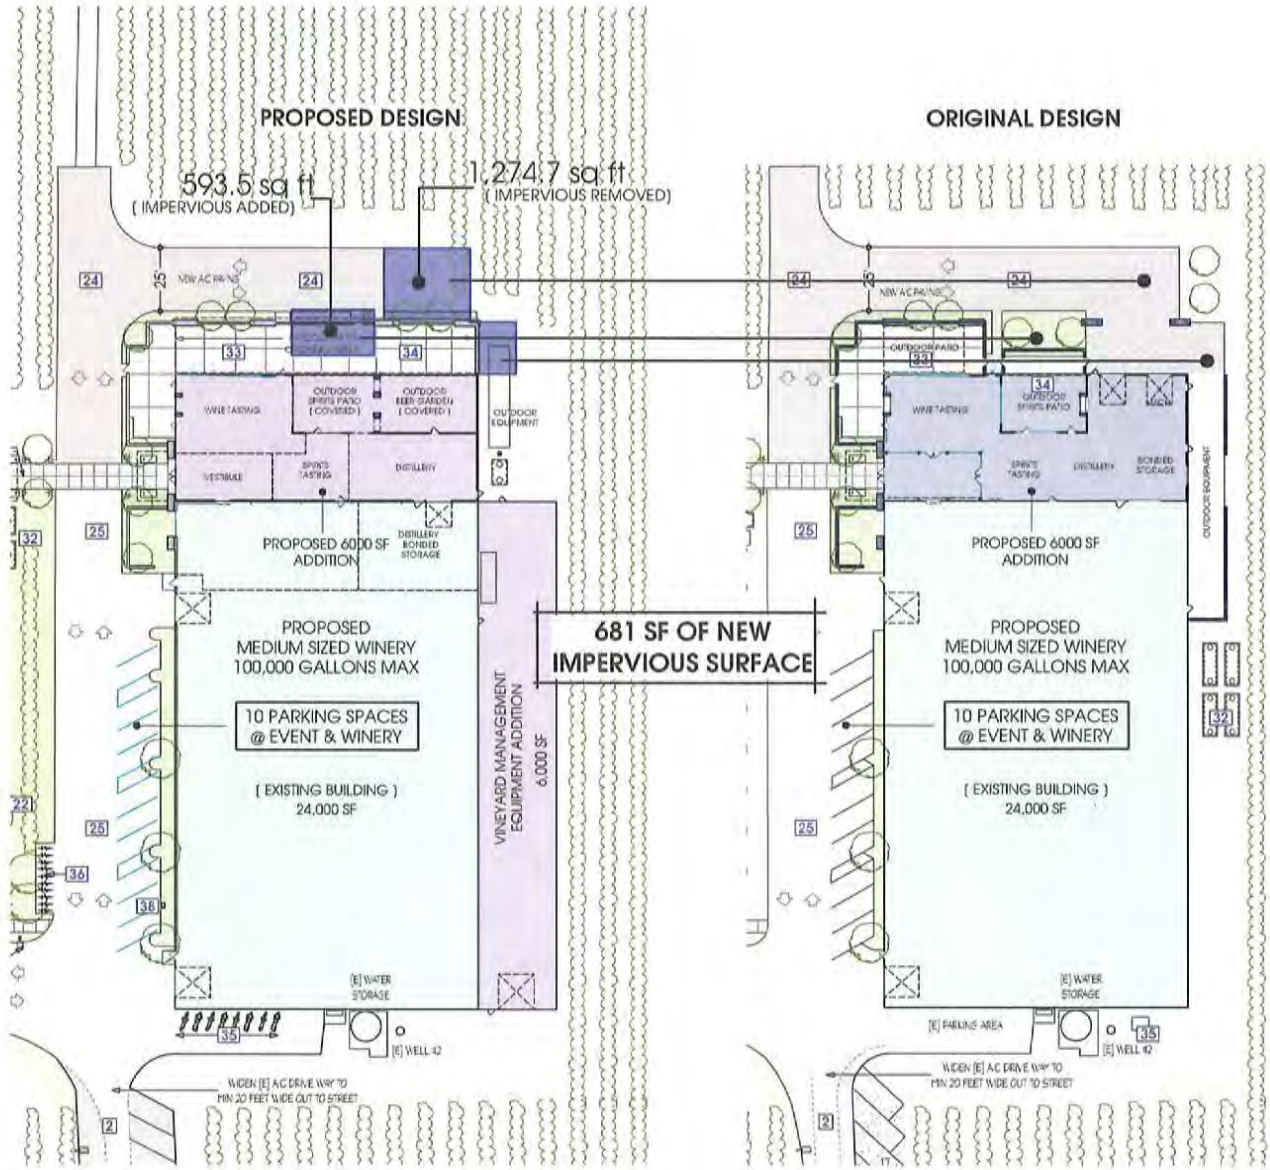 PROPOSED DESIGN
593.5 sq ft
( IMPERVIOUS ADDED)
1,274.7 sq ft
( IMPERVIOUS REMOVED)
24
25'
NEW AC PAVING
24
33
34
WINE TASTING
OUTDOOR
SPIRITS PATIO
( COVERED )
OUTDOOR
BEER GARDEN
( COVERED )
OUTDOOR
EQUIPMENT
VESTIBULE
SPIRITS
TASTING
DISTILLERY
32
25
PROPOSED 6000 SF
ADDITION
DISTILLERY
BONDED
STORAGE
PROPOSED
MEDIUM SIZED WINERY
100,000 GALLONS MAX
10 PARKING SPACES
@ EVENT & WINERY
( EXISTING BUILDING )
24,000 SF
VINEYARD MANAGEMENT
EQUIPMENT ADDITION
6,000 SF
22
25
36
38
[E] WATER
STORAGE
35
[E] WELL #2
WIDEN [E] AC DRIVE WAY TO
MIN 20 FEET WIDE OUT TO STREET
2
681 SF OF NEW
IMPERVIOUS SURFACE
ORIGINAL DESIGN
24
25'
NEW AC PAVING
24
OUTDOOR PATIO
33
34
WINE TASTING
OUTDOOR
SPIRITS PATIO
SPIRITS
TASTING
DISTILLERY
BONDED
STORAGE
OUTDOOR EQUIPMENT
25
PROPOSED 6000 SF
ADDITION
PROPOSED
MEDIUM SIZED WINERY
100,000 GALLONS MAX
10 PARKING SPACES
@ EVENT & WINERY
32
( EXISTING BUILDING )
24,000 SF
25
[E] WATER
STORAGE
[E] PARKING AREA
35
[E] WELL #2
WIDEN [E] AC DRIVE WAY TO
MIN 20 FEET WIDE OUT TO STREET
2
17